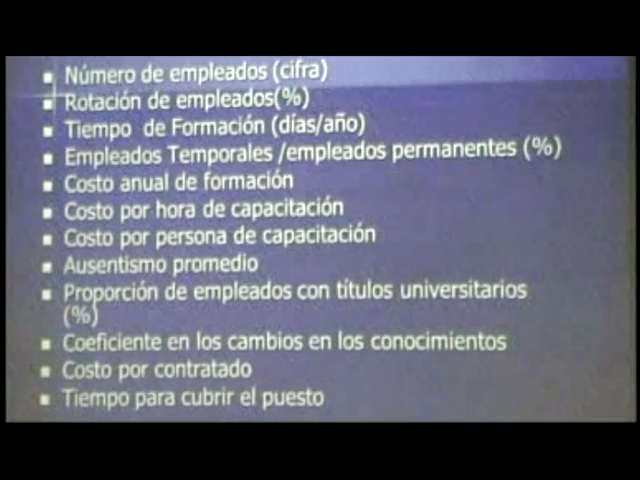 Número de empleados (cifra)
Rotación de empleados(%)
Tiempo de Formación (días/año)
Empleados Temporales /empleados permanentes (%)
Costo anual de formación
Costo por hora de capacitación
Costo por persona de capacitación
Ausentismo promedio
Proporción de empleados con títulos universitarios
(%)
Coeficiente en los cambios en los conocimientos
Costo por contratado
Tiempo para cubrir el puesto